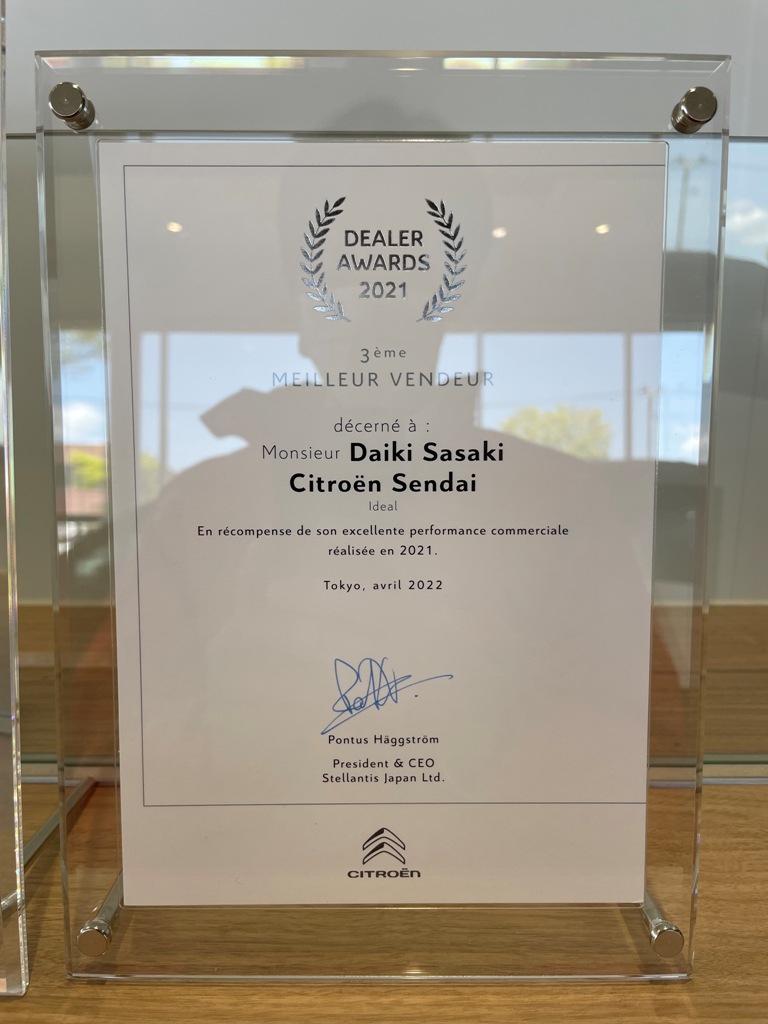 DEALER
AWARDS
2021
3ème
MEILLEUR VENDEUR
décerné à :
Monsieur Daiki Sasaki
Citroën Sendai
Ideal
En récompense de son excellente performance commerciale
réalisée en 2021.
Tokyo, avril 2022
Pontus Häggström
President & CEO
Stellantis Japan Ltd.
CITROËN